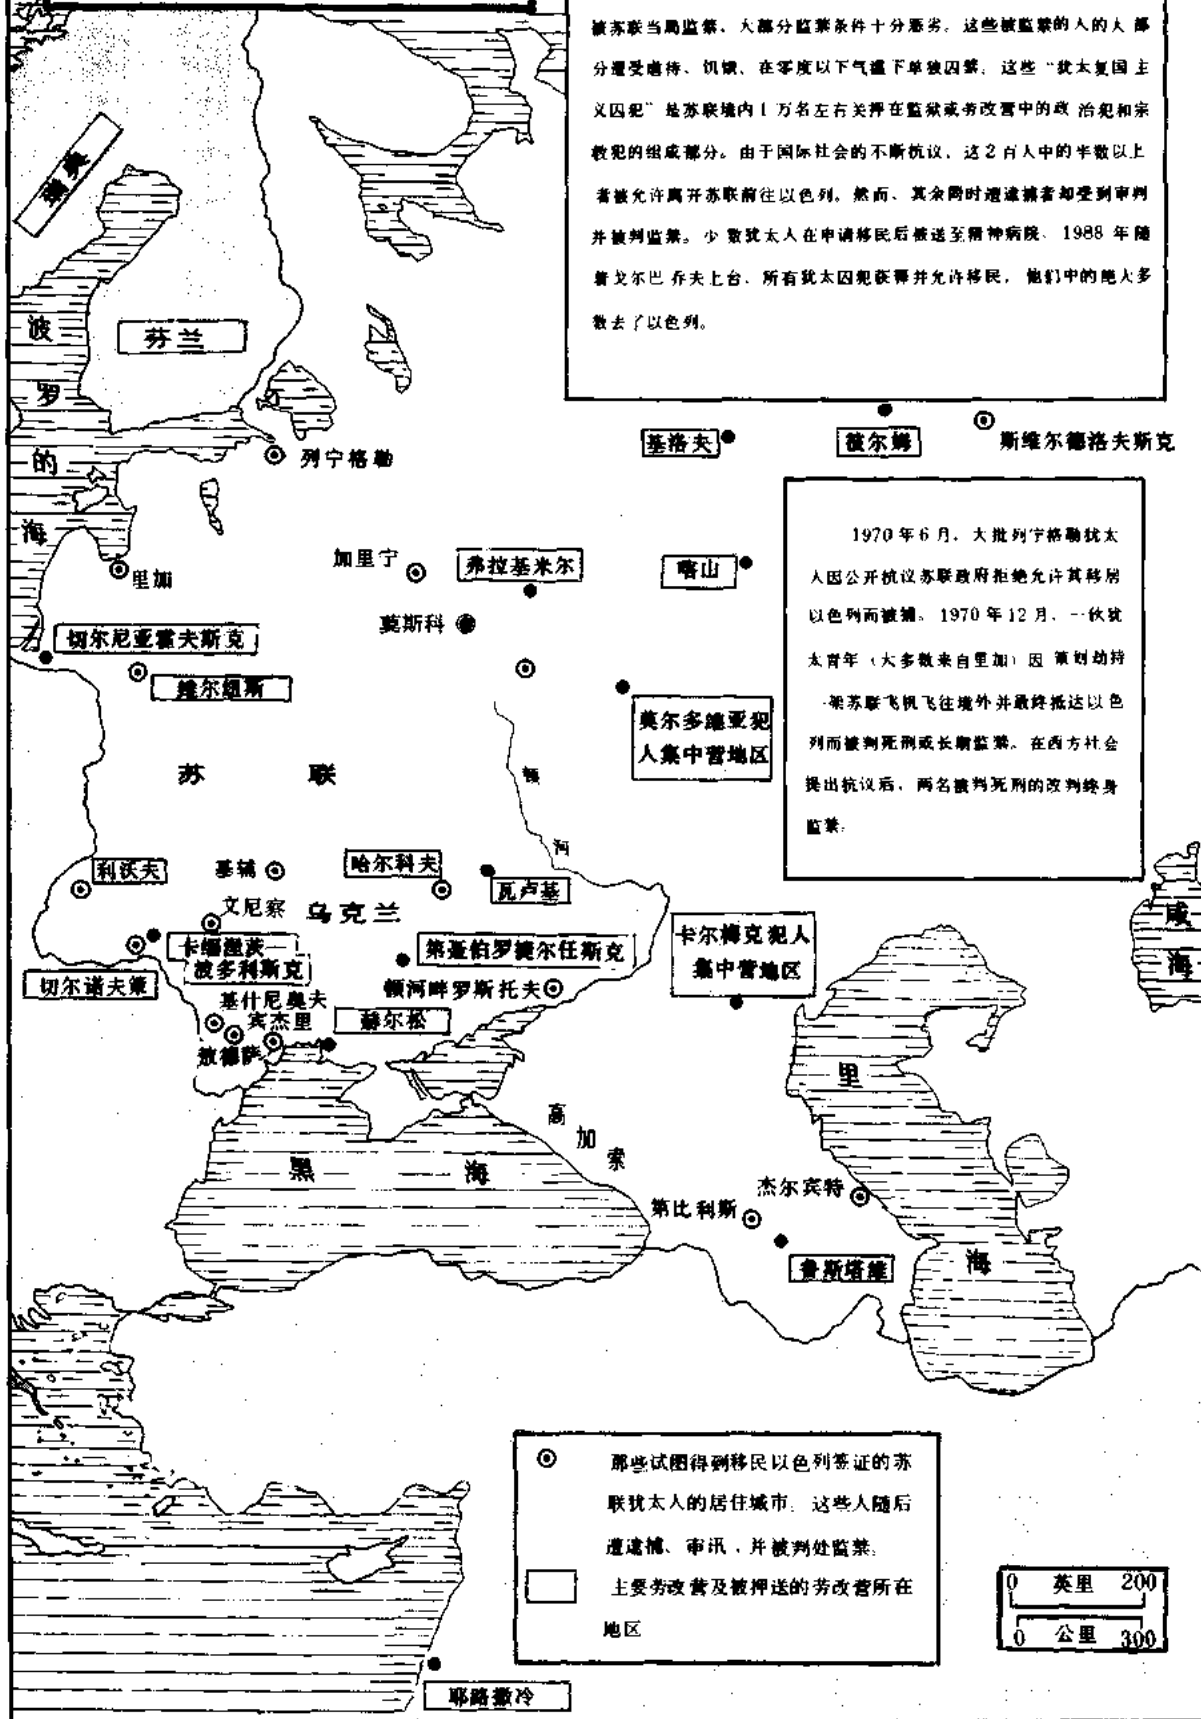 被苏联当局监禁、大部分监禁条件十分恶劣。这些被监禁的人的大 部
分遭受虐待、饥饿、在零度以下气温下单独囚禁。这些“犹太复国 主
义囚犯”是苏联境内1万名左右关押在监狱或劳改营中的政 治犯和宗
教犯的组成部分。由于国际社会的不断抗议，这2百人中的半数以上
者被允许离开苏联前往以色列。然而、其余同时遭逮捕者却受到审判
并被判监禁。少 数犹太人在申请移民后被送至精神病院、1988 年随
着戈尔巴 乔夫上台、所有犹太囚犯获释并允许移民，他们中的绝大多
数去了以色列。
瑞典
波罗的海
芬兰
基洛夫
彼尔姆
斯维尔德洛夫斯克
列宁格勒
1970年6月、大批列宁格勒犹太
人因公开抗议苏联政府拒绝允许其移居
以色列而被捕。1970年12月、一伙犹
太青年（大多数来自里加）因 策划劫持
一架苏联飞机飞往境外并最终抵达以色
列而被判死刑或长期监禁。在西方社会
提出抗议后，两名被判死刑的改判终身
监禁。
里加
加里宁
弗拉基米尔
喀山
莫斯科
切尔尼亚霍夫斯克
维尔纽斯
莫尔多维亚犯
人集中营地区
苏 联
顿河
利沃夫
基辅
哈尔科夫
瓦卢基
文尼察
乌克兰
咸海
卡尔梅克犯人
集中营地区
卡缅涅茨—
波多利斯克
第聂伯罗捷尔任斯克
切尔诺夫策
顿河畔罗斯托夫
基什尼奥夫
宾杰里
赫尔松
敖德萨
里海
高加索
黑 海
杰尔宾特
第比利斯
鲁斯塔维
那些试图得到移民以色列签证的苏
联犹太人的居住城市。这些人随后
遭逮捕、审讯、并被判处监禁。
主要劳改营及被押送的劳改营所在
地区
0 英里 200
0 公里 300
耶路撒冷